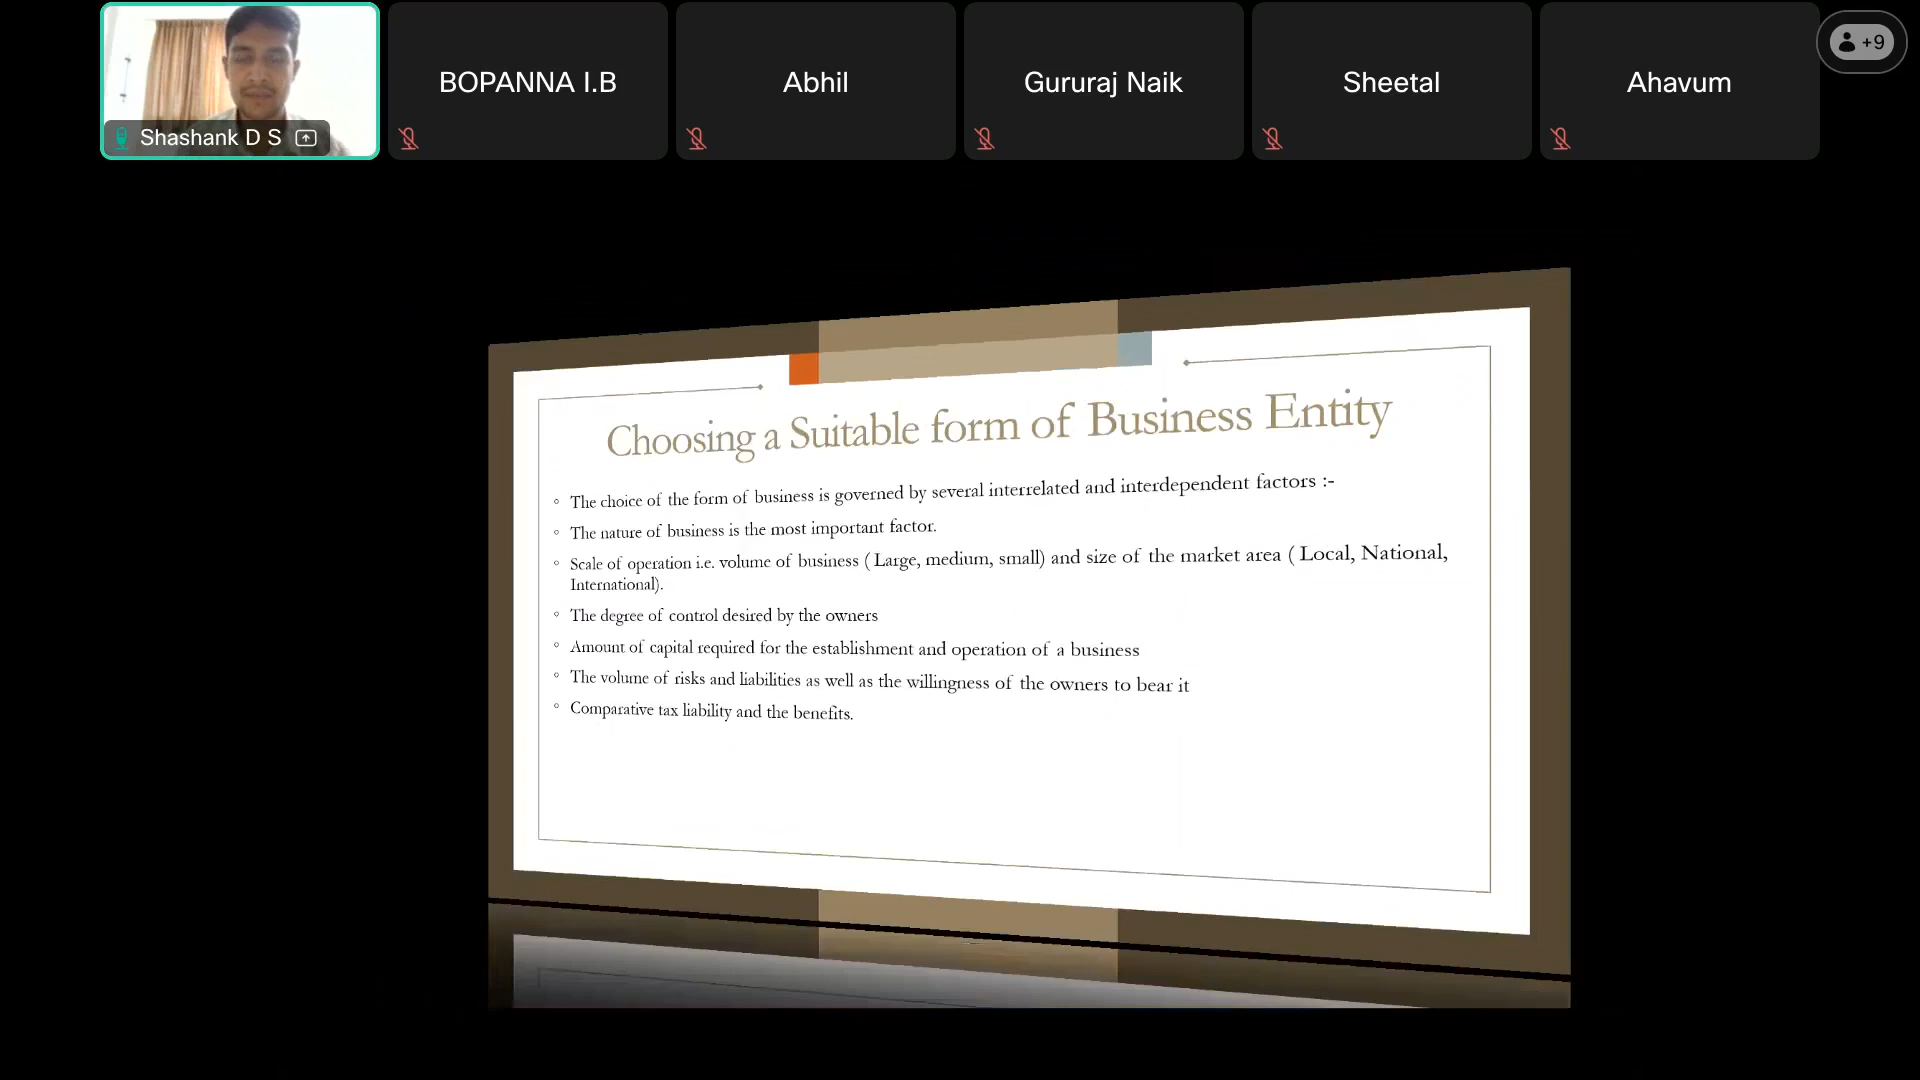 Shashank D S
BOPANNA I.B
Abhil
Gururaj Naik
Sheetal
Ahavum
+9
Choosing a Suitable form of Business Entity
The choice of the form of business is governed by several interrelated and interdependent factors :-
The nature of business is the most important factor.
Scale of operation i.e. volume of business ( Large, medium, small) and size of the market area ( Local, National,
International).
The degree of control desired by the owners
Amount of capital required for the establishment and operation of a business
The volume of risks and liabilities as well as the willingness of the owners to bear it
Comparative tax liability and the benefits.